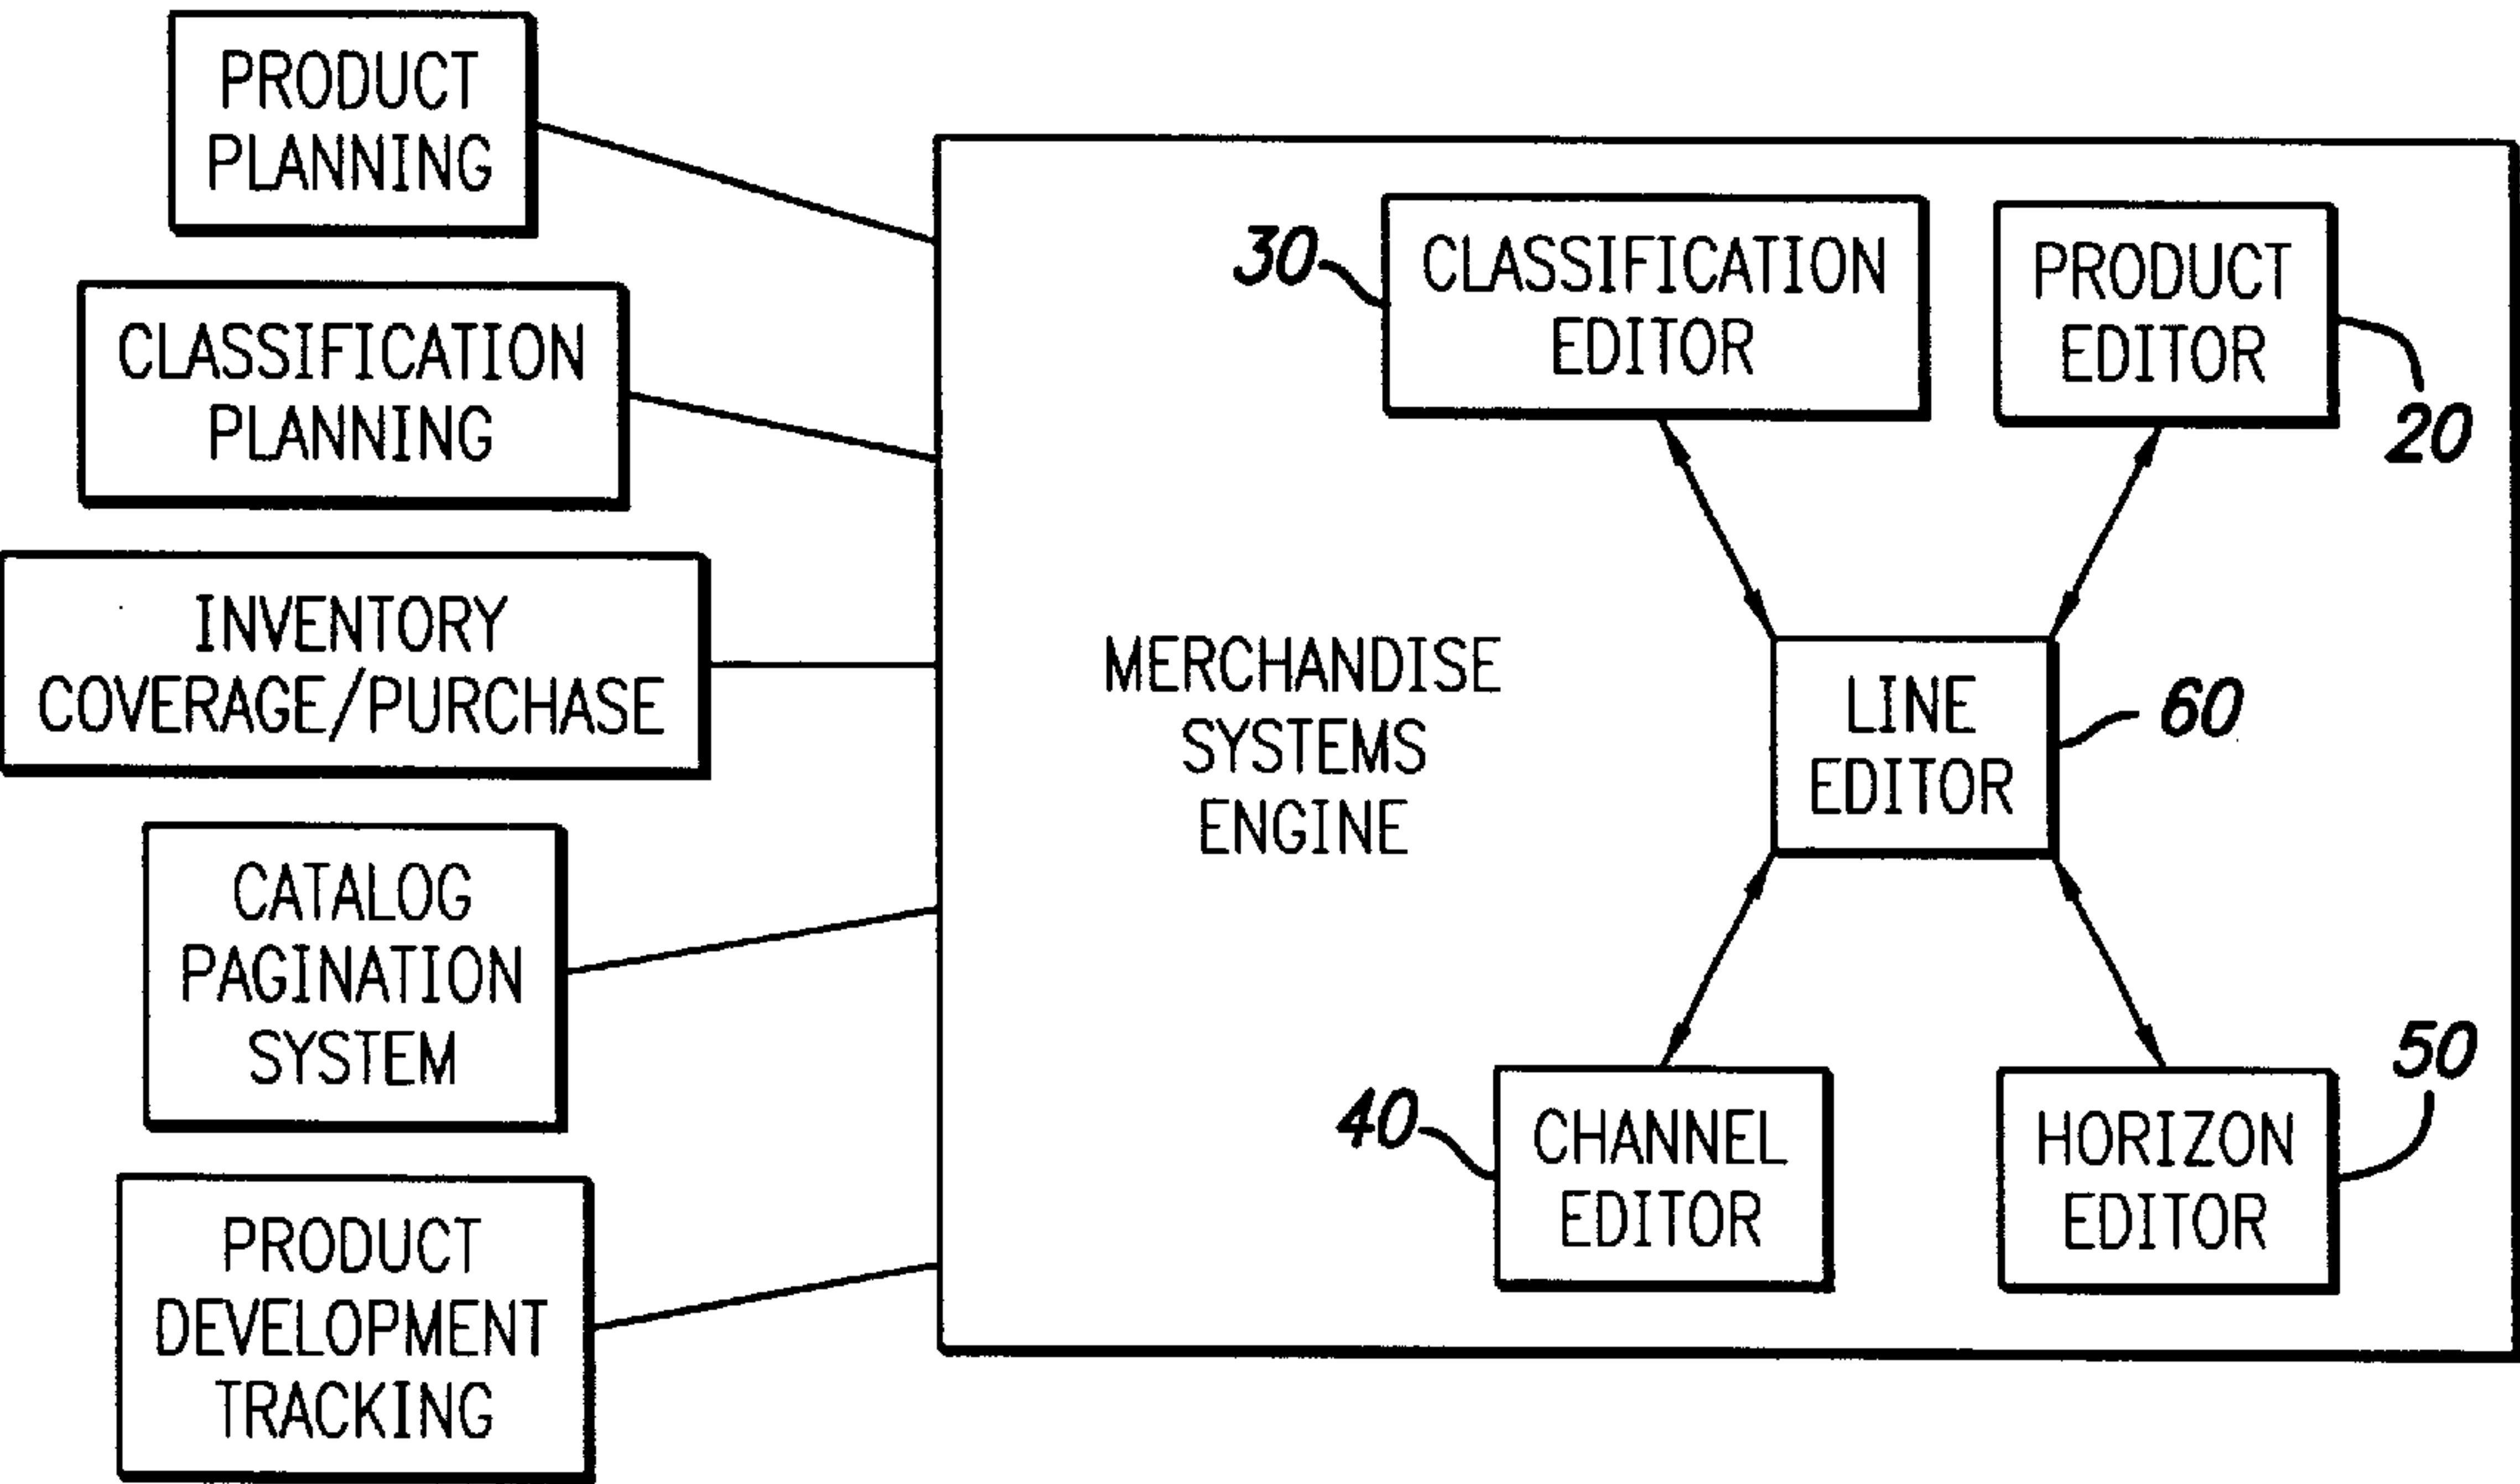 PRODUCT
PLANNING
CLASSIFICATION
PLANNING
INVENTORY
COVERAGE/PURCHASE
CATALOG
PAGINATION
SYSTEM
PRODUCT
DEVELOPMENT
TRACKING
MERCHANDISE
SYSTEMS
ENGINE
30
CLASSIFICATION
EDITOR
PRODUCT
EDITOR
20
LINE
EDITOR
60
40
CHANNEL
EDITOR
HORIZON
EDITOR
50